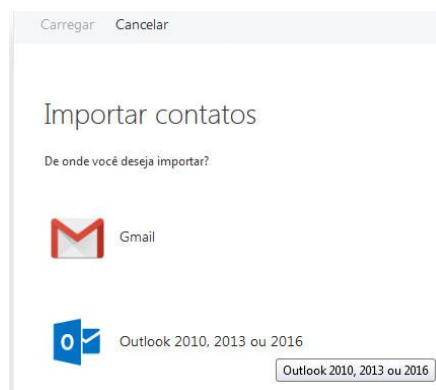 Carregar Cancelar
Importar contatos
De onde você deseja importar?
Gmail
Outlook 2010, 2013 ou 2016
Outlook 2010, 2013 ou 2016